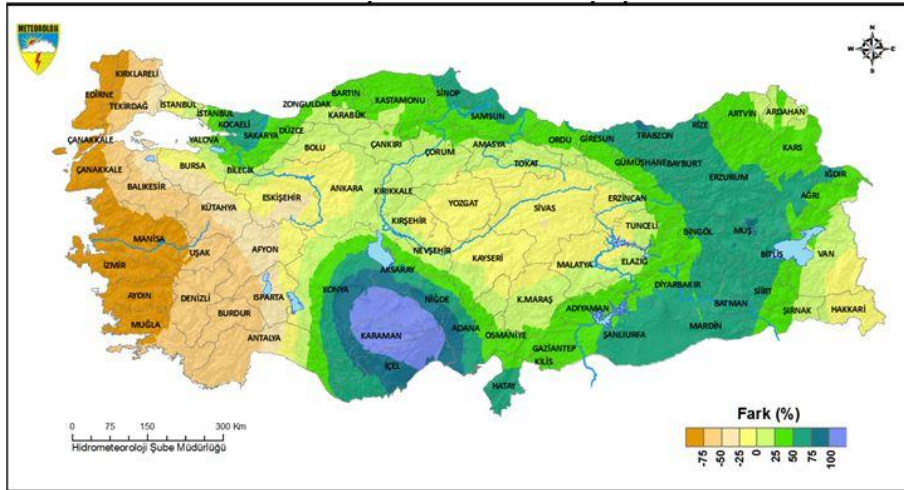 METEOROLOJİ
N
W E
S
KIRKLARELİ
EDİRNE
TEKİRDAĞ
İSTANBUL
İSTANBUL
KOCAELİ
SAKARYA
YALOVA
DÜZCE
ZONGULDAK
BARTIN
KARABÜK
KASTAMONU
SİNOP
SAMSUN
BOLU
ÇANKIRI
ÇORUM
AMASYA
TOKAT
ORDU
GİRESUN
TRABZON
RİZE
ARTVİN
ARDAHAN
KARS
GÜMÜŞHANE
BAYBURT
ERZURUM
IĞDIR
AĞRI
ÇANAKKALE
ÇANAKKALE
BALIKESİR
BURSA
BİLECİK
KÜTAHYA
ESKİŞEHİR
ANKARA
KIRIKKALE
KIRŞEHİR
YOZGAT
SİVAS
ERZİNCAN
TUNCELİ
BİNGÖL
MUŞ
BİTLİS
VAN
MANİSA
UŞAK
AFYON
İZMİR
AYDIN
DENİZLİ
MUĞLA
BURDUR
ISPARTA
ANTALYA
KONYA
AKSARAY
NEVŞEHİR
KAYSERİ
NİĞDE
MALATYA
ELAZIĞ
K.MARAŞ
ADIYAMAN
DİYARBAKIR
BATMAN
SİİRT
ŞIRNAK
HAKKARİ
MARDİN
ŞANLIURFA
GAZİANTEP
KİLİS
OSMANİYE
ADANA
KARAMAN
İÇEL
HATAY
0 75 150 300 Km
Hidrometeoroloji Şube Müdürlüğü
Fark (%)
-75 -50 -25 0 25 50 75 100